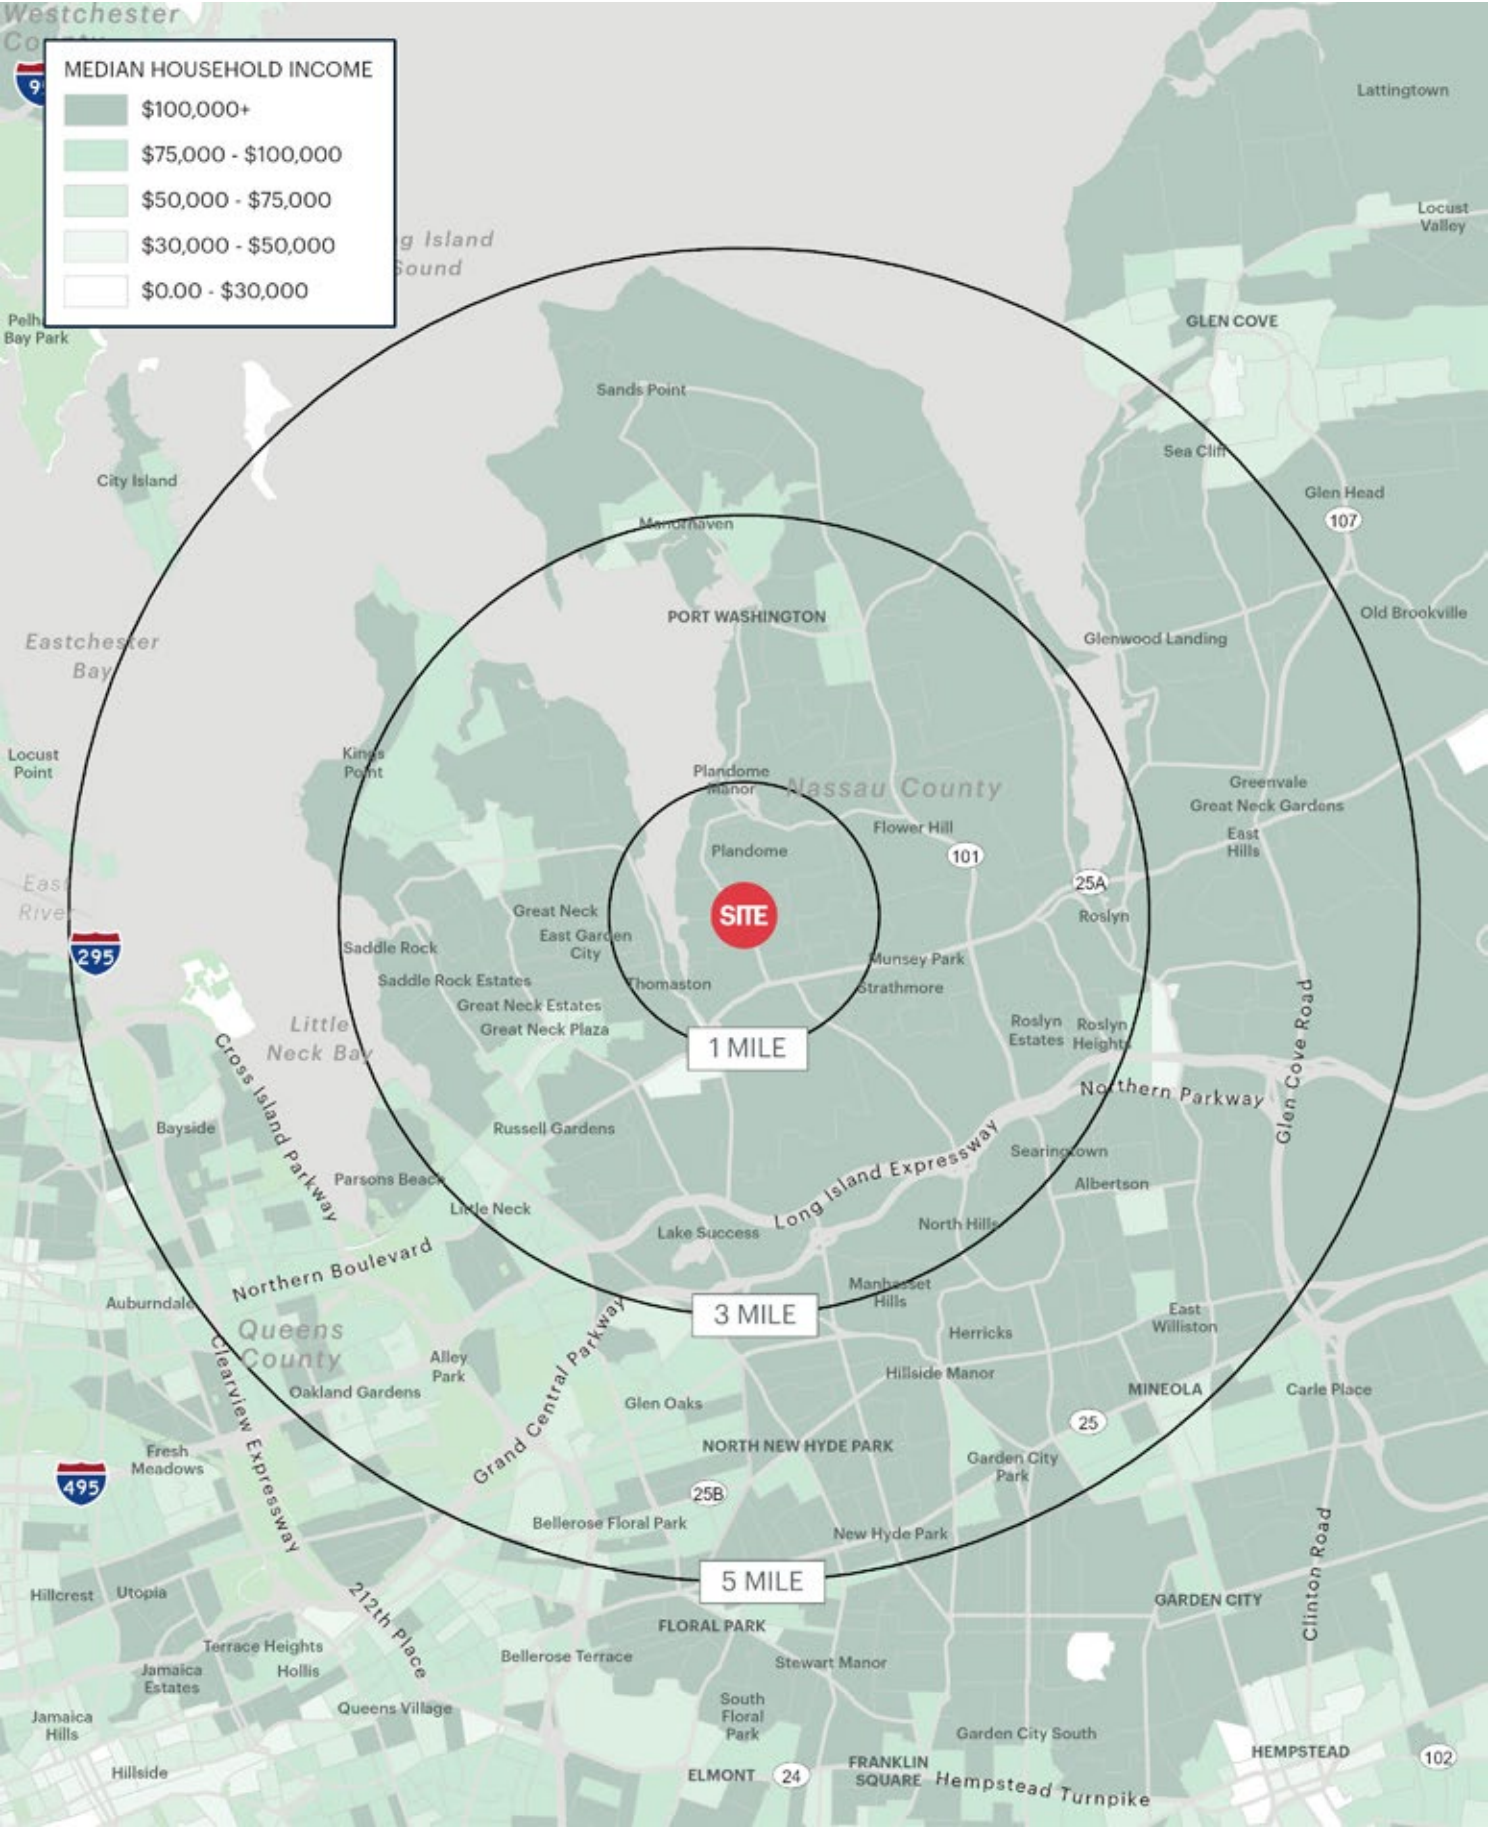 Westchester
County
MEDIAN HOUSEHOLD INCOME
$100,000+
$75,000 - $100,000
$50,000 - $75,000
$30,000 - $50,000
$0.00 - $30,000
Lattingtown
Locust
Valley
Island
Sound
Bay Park
GLEN COVE
Sands Point
Sea Cliff
City Island
Glen Head
107
Manorhaven
PORT WASHINGTON
Old Brookville
Glenwood Landing
Eastchester
Bay
Locust
Point
Kings
Point
Plandome
Manor
Nassau County
Greenvale
Great Neck Gardens
East
Hills
Flower Hill
101
Plandome
25A
East
River
SITE
Great Neck
East Garden
City
Roslyn
295
Saddle Rock
Saddle Rock Estates
Thomaston
Munsey Park
Strathmore
Great Neck Estates
Great Neck Plaza
Little
Neck Bay
Roslyn
Estates
Roslyn
Heights
1 MILE
Cross Island Parkway
Glen Cove Road
Northern Parkway
Bayside
Russell Gardens
Long Island Expressway
Searingtown
Parsons Beach
Albertson
Little Neck
Lake Success
North Hills
Northern Boulevard
Manhasset
Hills
Auburndale
3 MILE
East
Williston
Queens
County
Herricks
Alley
Park
Oakland Gardens
Clearview Expressway
Grand Central Parkway
Hillside Manor
MINEOLA
Carle Place
Glen Oaks
25
NORTH NEW HYDE PARK
Fresh
Meadows
Garden City
Park
495
25B
Bellerose Floral Park
New Hyde Park
Clinton Road
5 MILE
Hillcrest
Utopia
212th Place
GARDEN CITY
FLORAL PARK
Terrace Heights
Hollis
Bellerose Terrace
Stewart Manor
Jamaica
Estates
Queens Village
South
Floral
Park
Jamaica
Hills
Garden City South
Hillside
ELMONT
24
FRANKLIN
SQUARE
Hempstead Turnpike
HEMPSTEAD
102